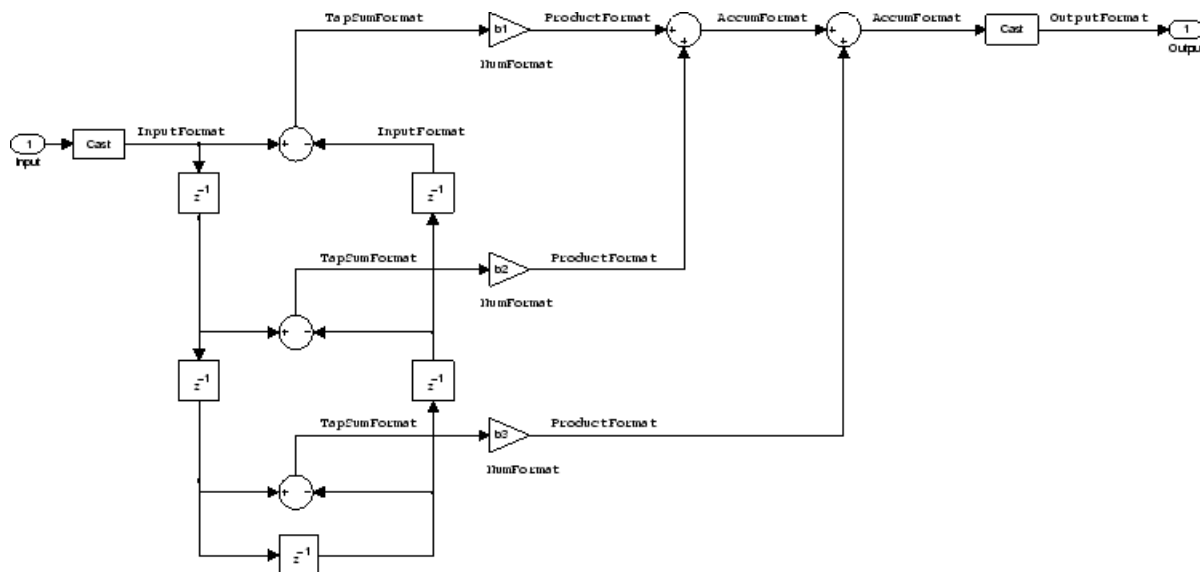 TapSumFormat ProductFormat AccumFormat AccumFormat OutputFormat
b1 + + + + Cast 1
NumFormat Output
InputFormat InputFormat
1 Cast + -
Input
z-1 z-1
TapSumFormat ProductFormat
b2
NumFormat
+ -
z-1 z-1
TapSumFormat ProductFormat
b3
NumFormat
+ -
z-1